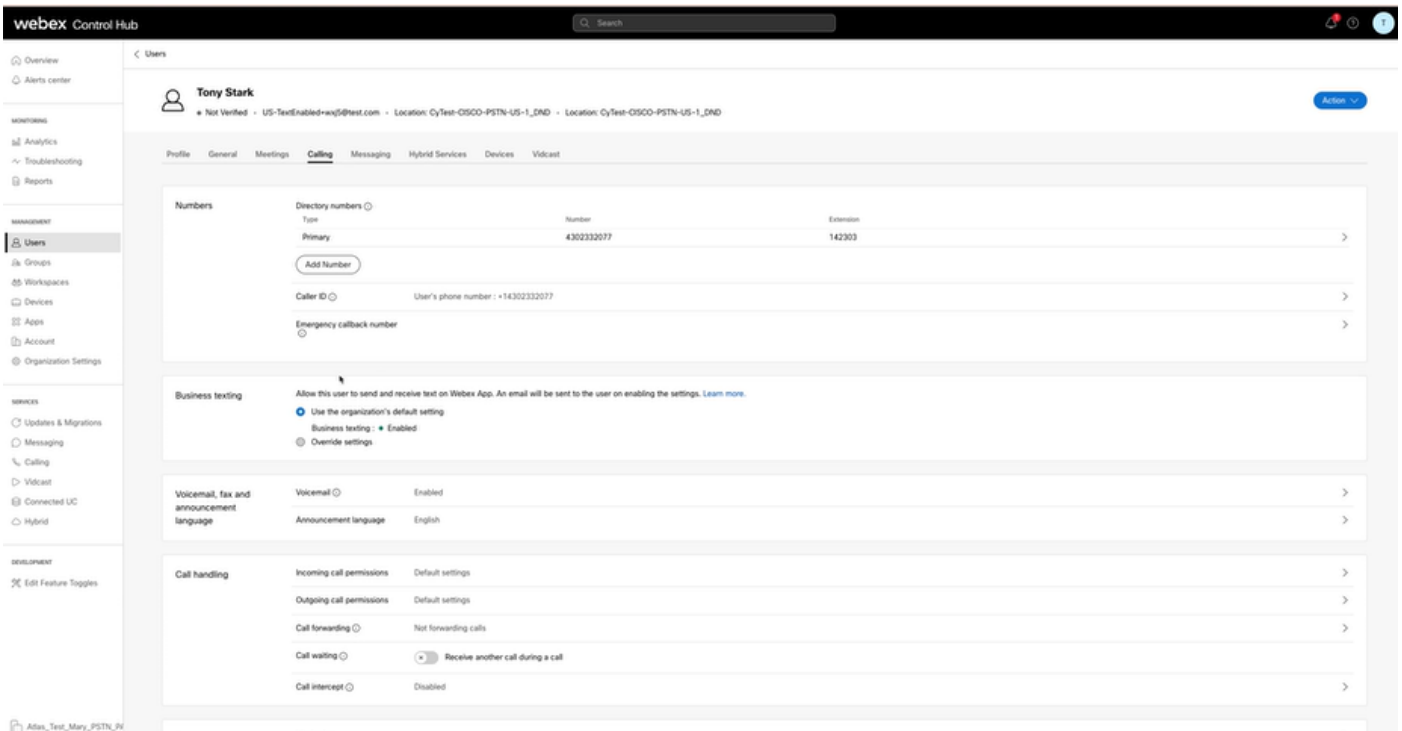 webex Control Hub
Search
T
Overview
Alerts center
MONITORING
Analytics
Troubleshooting
Reports
MANAGEMENT
Users
Groups
Workspaces
Devices
Apps
Account
Organization Settings
SERVICES
Updates & Migrations
Messaging
Calling
Vidcast
Connected UC
Hybrid
DEVELOPMENT
Edit Feature Toggles
Atlas_Test_Mary_PSTN_
Users
Tony Stark
Not Verified US-TextEnabled+wxj5@test.com Location: CyTest-CISCO-PSTN-US-1_DND Location: CyTest-CISCO-PSTN-US-1_DND
Action
Profile General Meetings Calling Messaging Hybrid Services Devices Vidcast
Numbers
Directory numbers
Type Number Extension
Primary 4302332077 142303
Add Number
Caller ID User's phone number : +14302332077
Emergency callback number
Business texting
Allow this user to send and receive text on Webex App. An email will be sent to the user on enabling the settings. Learn more.
Use the organization's default setting
Business texting : Enabled
Override settings
Voicemail, fax and
announcement
language
Voicemail Enabled
Announcement language English
Call handling
Incoming call permissions Default settings
Outgoing call permissions Default settings
Call forwarding Not forwarding calls
Call waiting Receive another call during a call
Call intercept Disabled